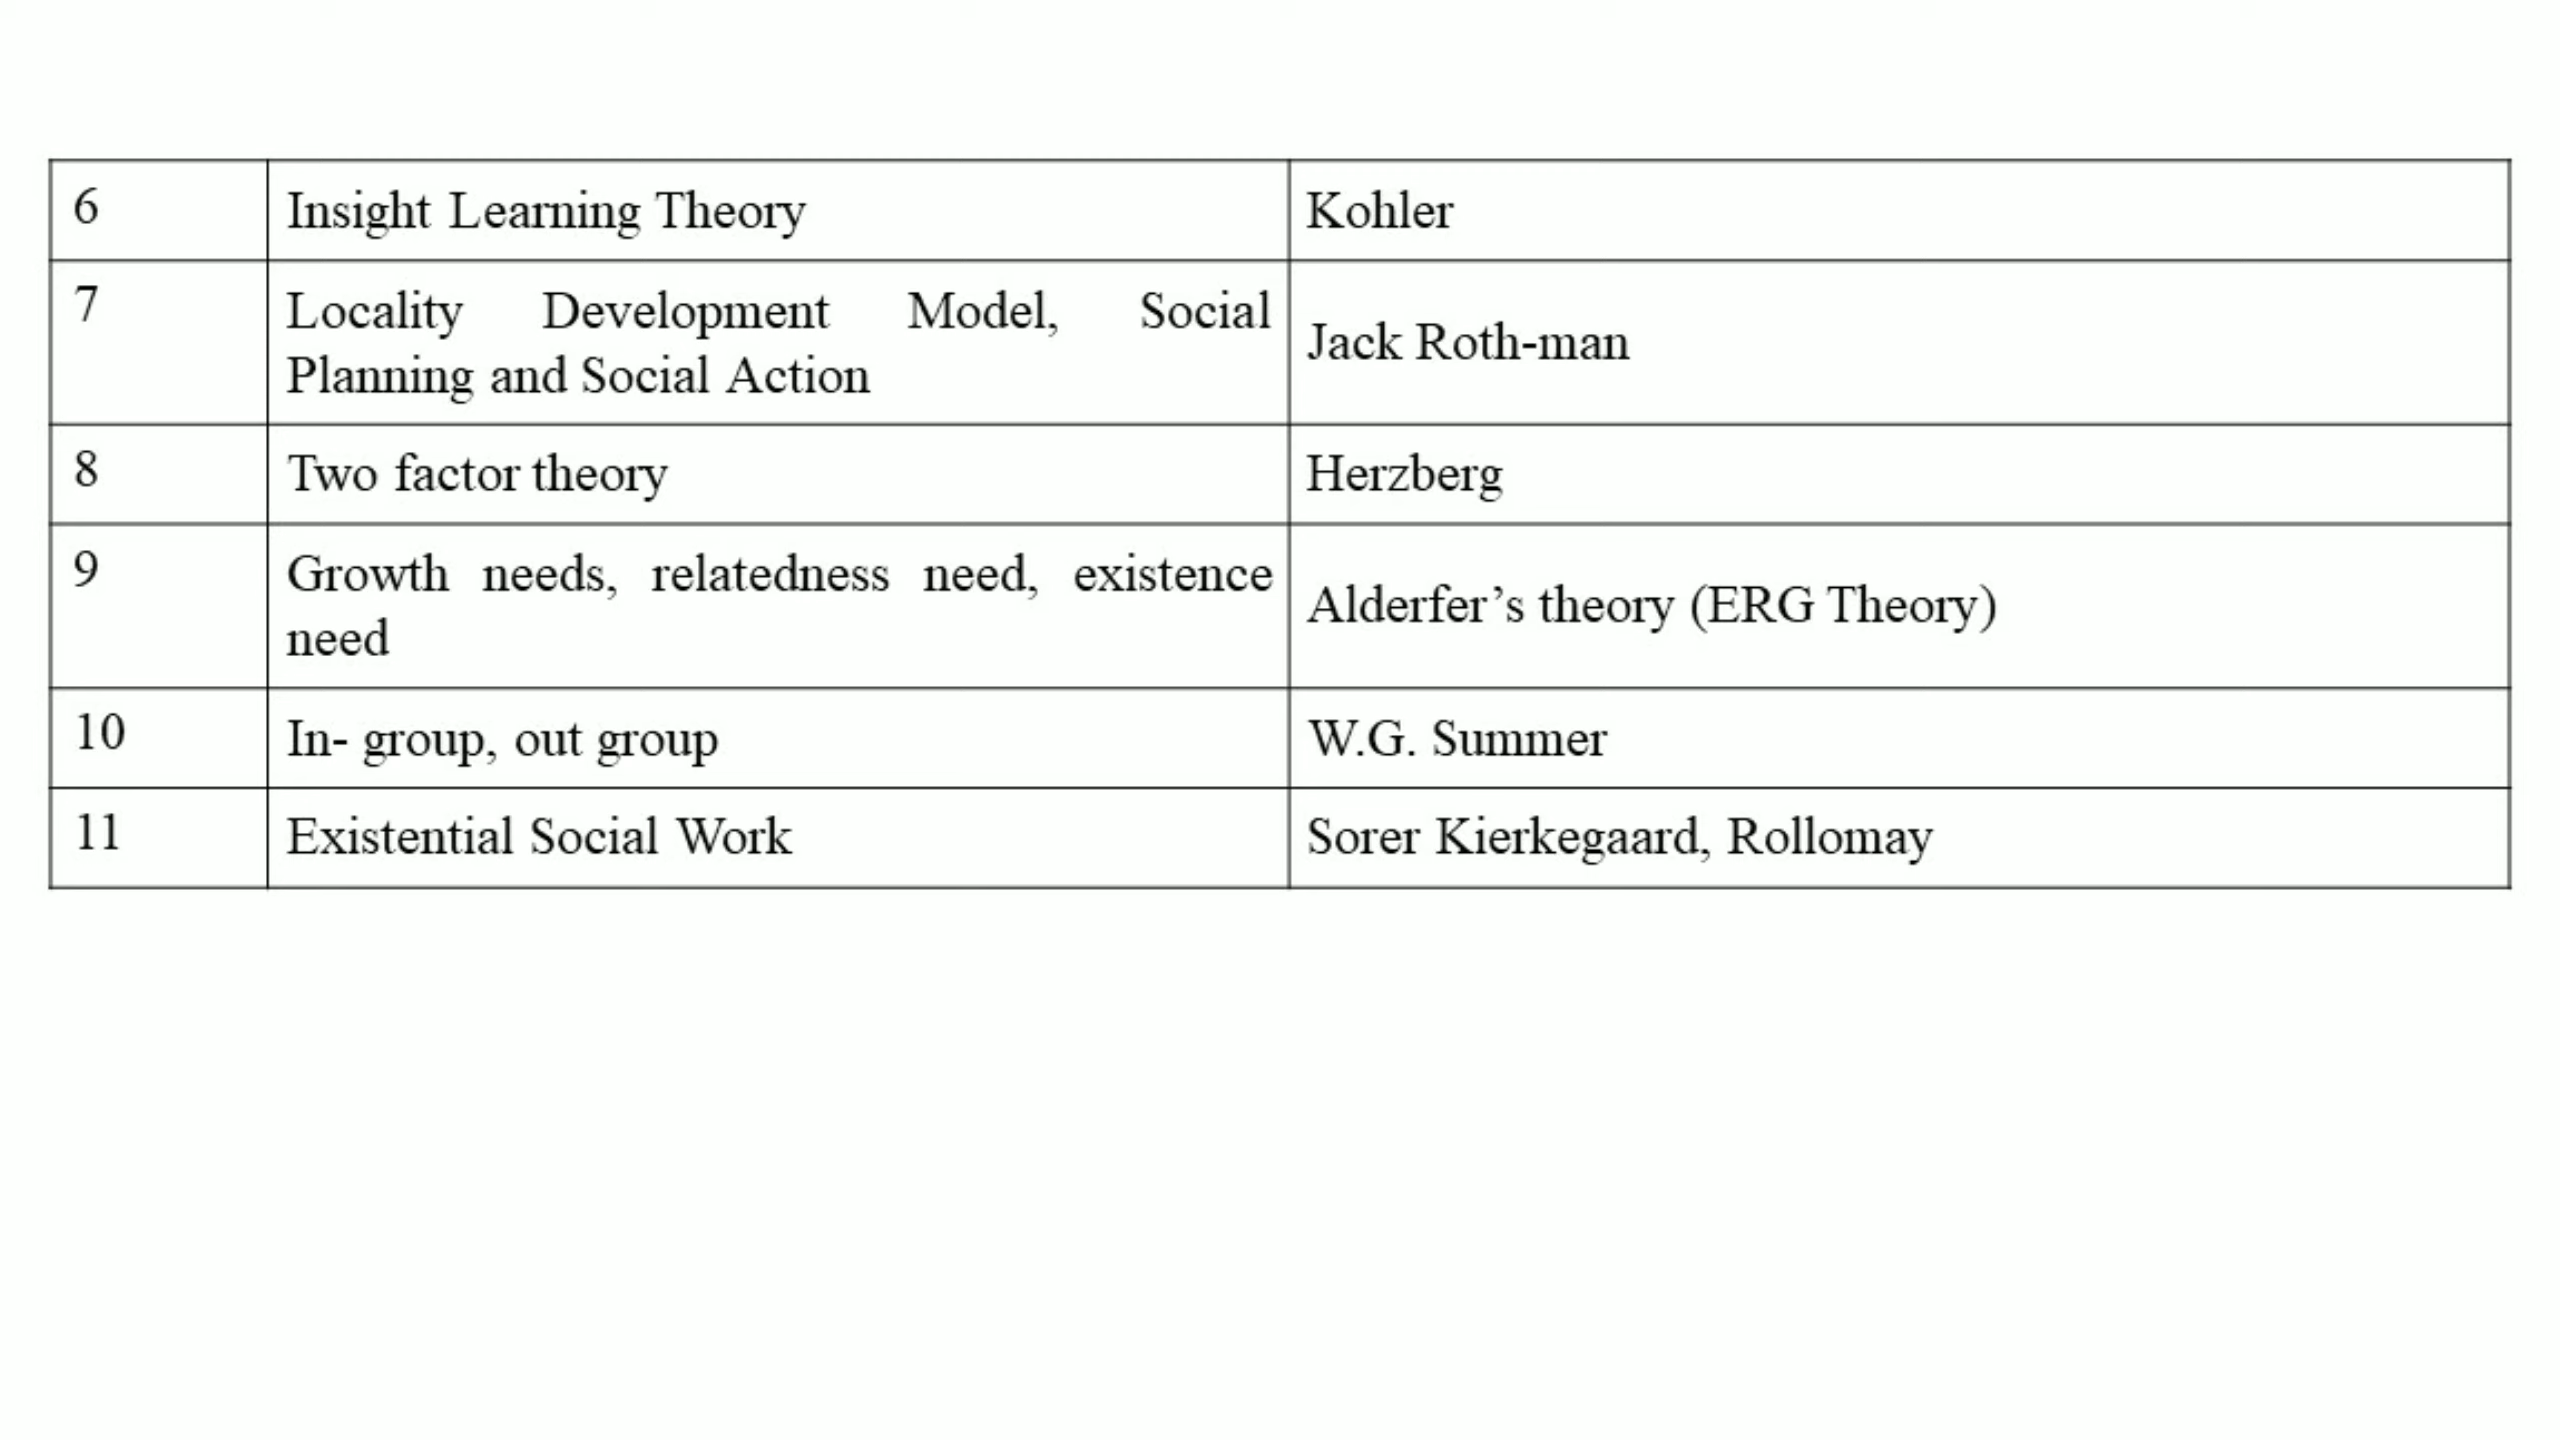 6 Insight Learning Theory Kohler
7 Locality Development Model, Social
Planning and Social Action Jack Roth-man
8 Two factor theory Herzberg
9 Growth needs, relatedness need, existence
need Alderfer’s theory (ERG Theory)
10 In- group, out group W.G. Summer
11 Existential Social Work Sorer Kierkegaard, Rollomay